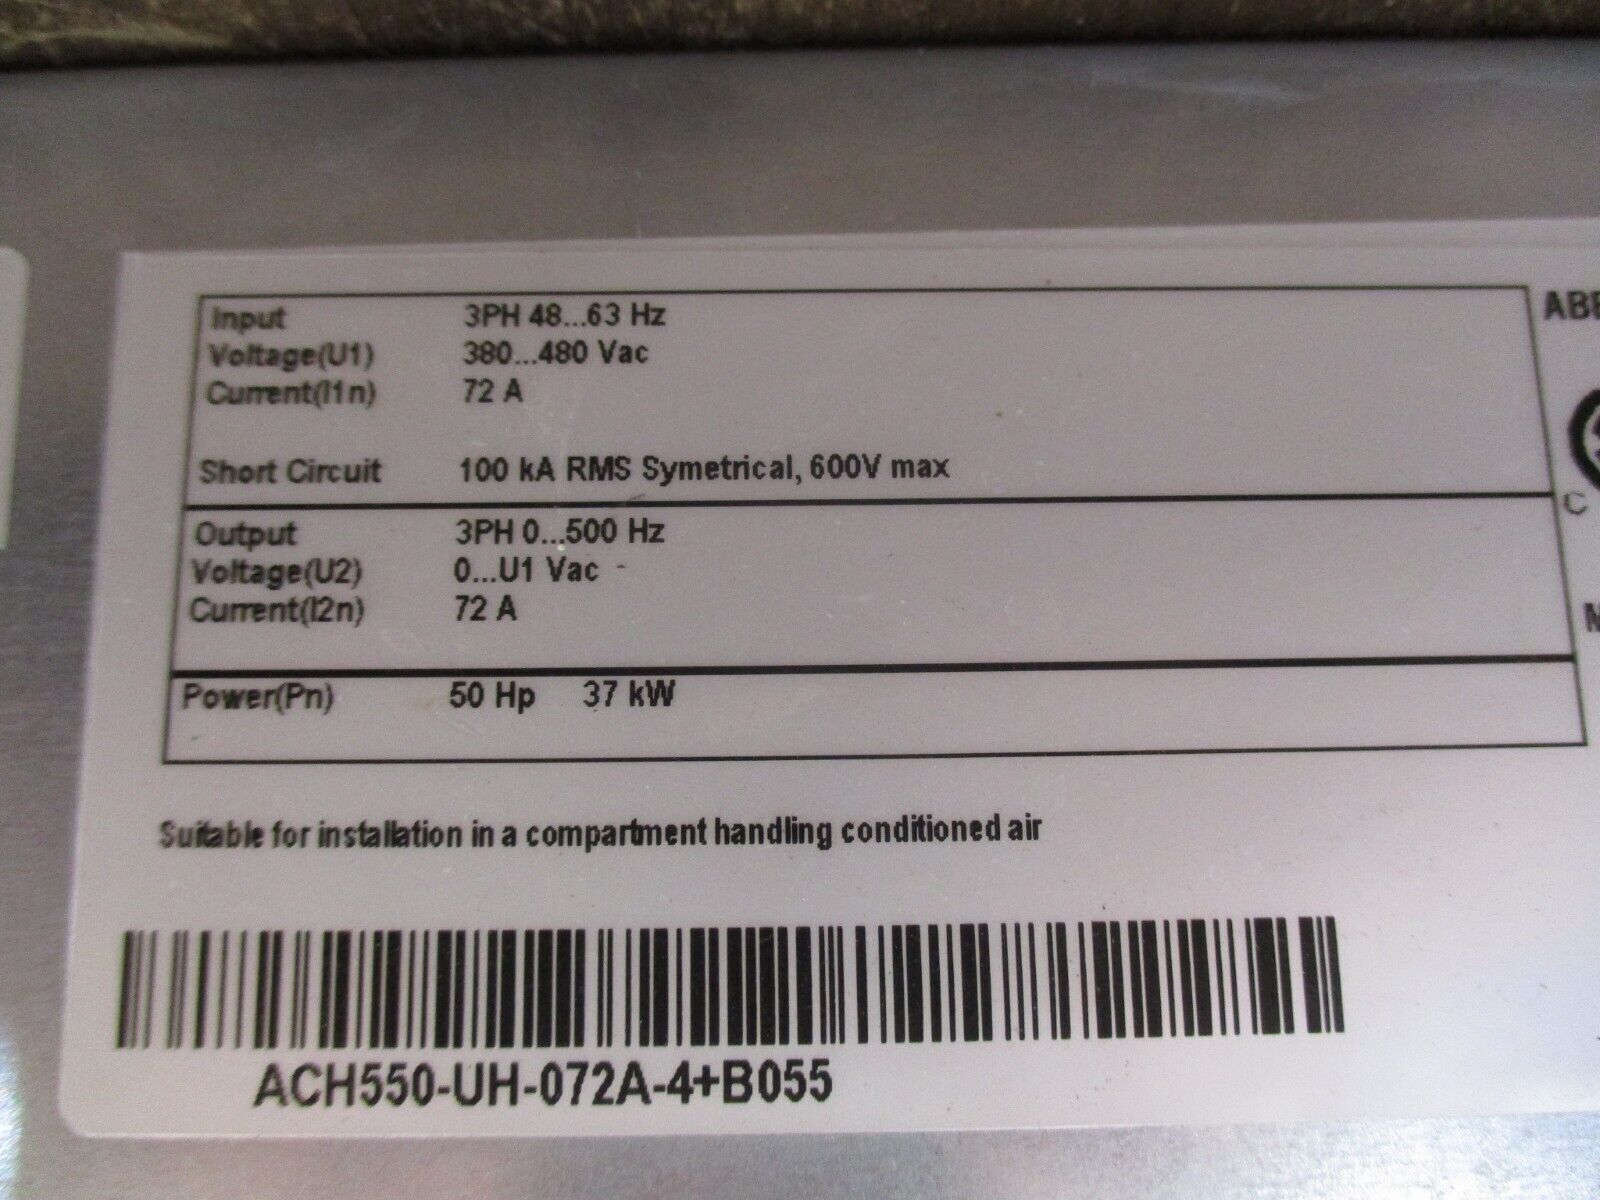 Input 3PH 48...63 Hz
Voltage(U1) 380...480 Vac
Current(I1n) 72 A
Short Circuit 100 kA RMS Symetrical, 600V max
Output 3PH 0...500 Hz
Voltage(U2) 0...U1 Vac
Current(I2n) 72 A
Power(Pn) 50 Hp 37 kW
Suitable for installation in a compartment handling conditioned air
ACH550-UH-072A-4+B055
C